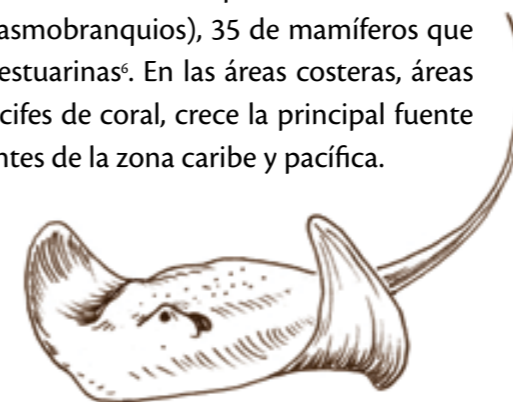 asmobranquios), 35 de mamíferos que
estuarinas⁶. En las áreas costeras, áreas
cifes de coral, crece la principal fuente
ntes de la zona caribe y pacífica.